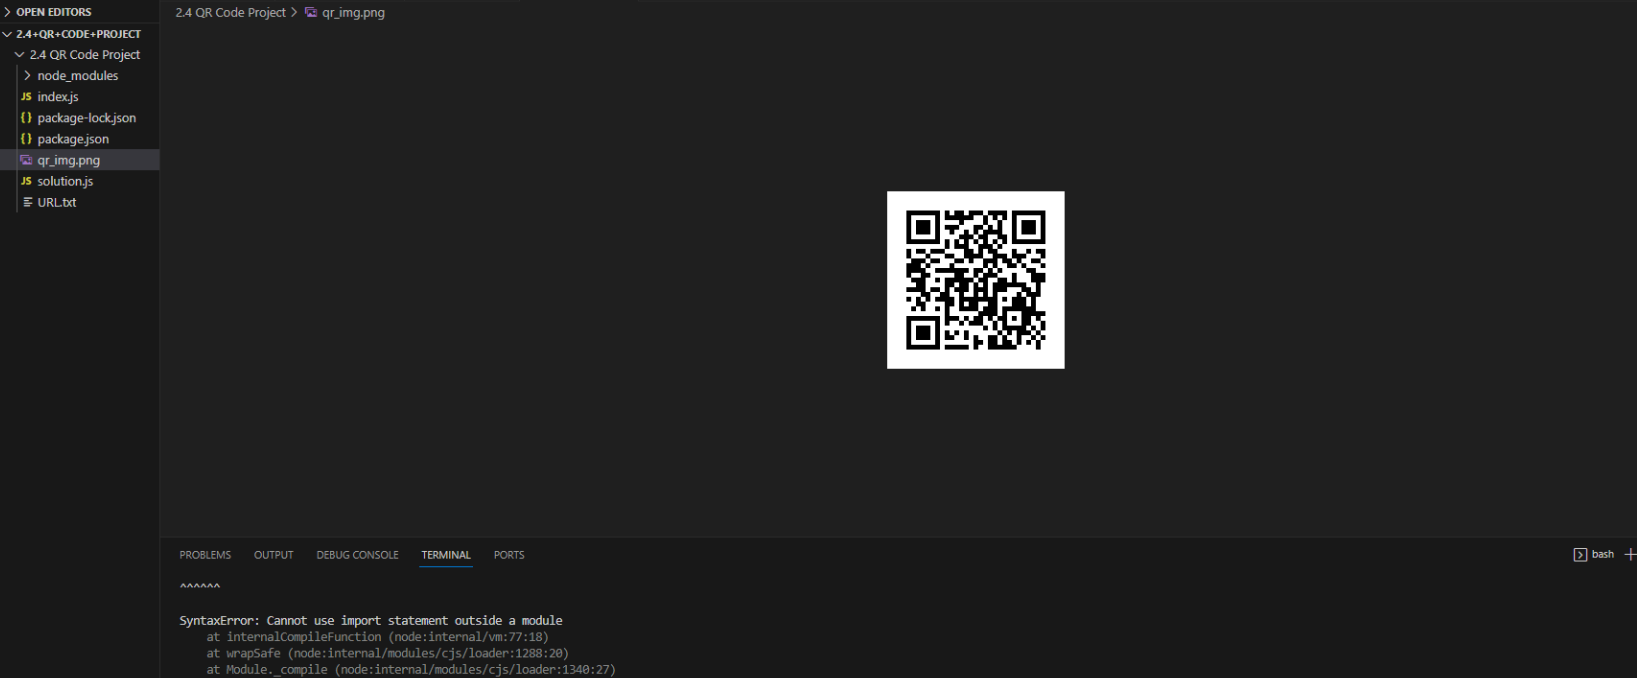 OPEN EDITORS
2.4+QR+CODE+PROJECT
2.4 QR Code Project
node_modules
JS index.js
{} package-lock.json
{} package.json
qr_img.png
JS solution.js
URL.txt
2.4 QR Code Project > qr_img.png
PROBLEMS OUTPUT DEBUG CONSOLE TERMINAL PORTS
bash
^^^^^^
SyntaxError: Cannot use import statement outside a module
at internalCompileFunction (node:internal/vm:77:18)
at wrapSafe (node:internal/modules/cjs/loader:1288:20)
at Module._compile (node:internal/modules/cjs/loader:1340:27)